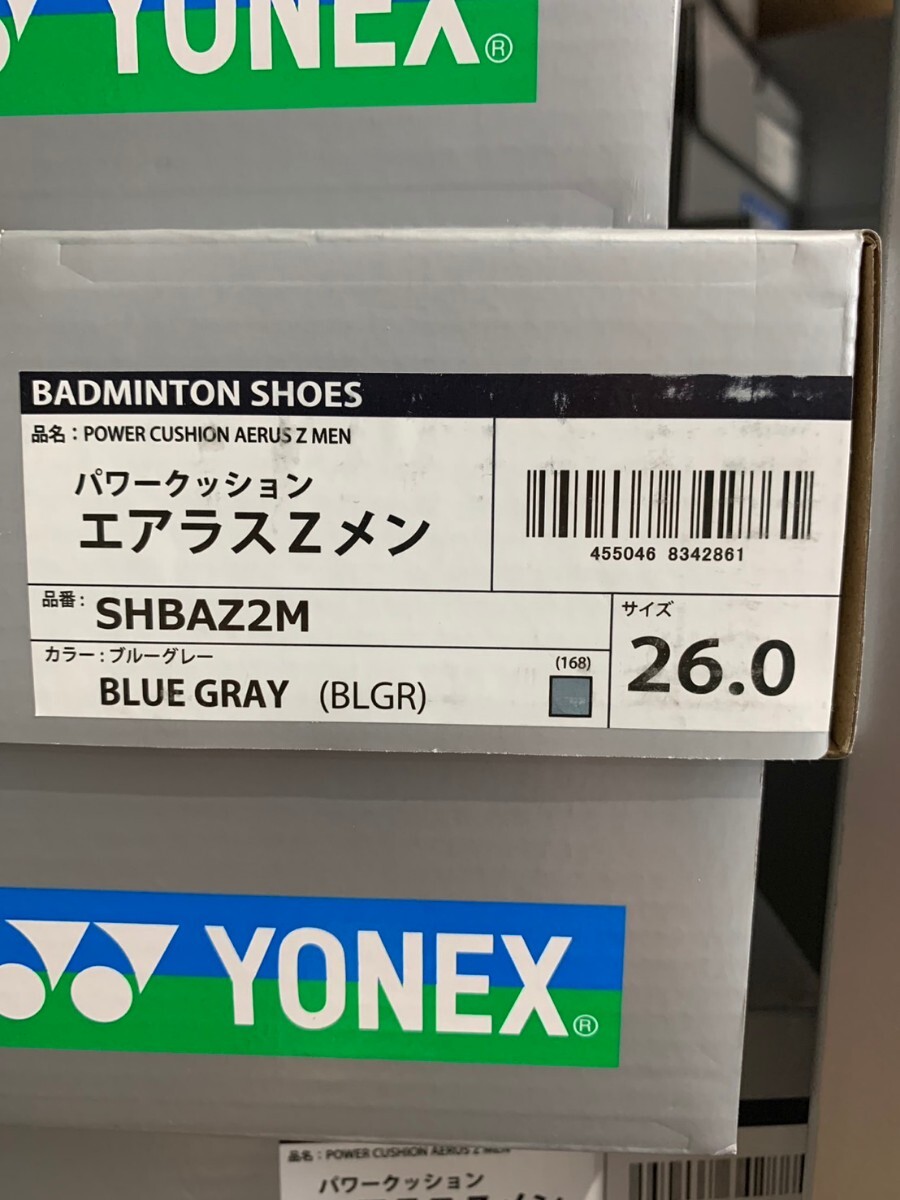 YONEX®
BADMINTON SHOES
品名：POWER CUSHION AERUS Z MEN
パワークッション
エアラスZ メン
455046 8342861
品番：SHBAZ2M
サイズ
26.0
カラー：ブルーグレー
BLUE GRAY (BLGR)
(168)
YONEX®
品名：POWER CUSHION AERUS Z MEN
パワークッション